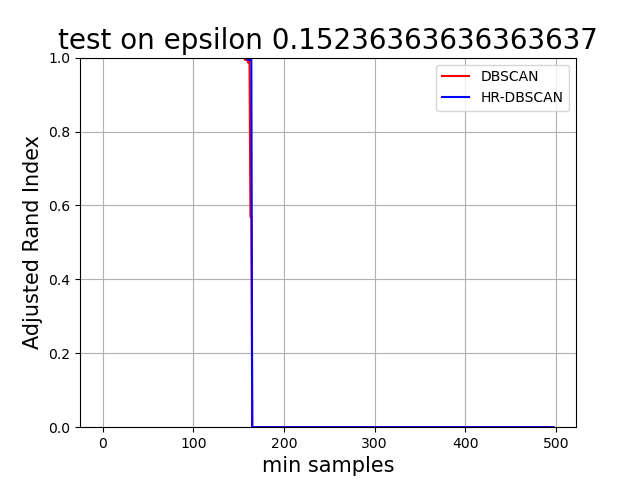 test on epsilon 0.15236363636363637
1.0
0.8
0.6
0.4
0.2
0.0
Adjusted Rand Index
DBSCAN
HR-DBSCAN
0 100 200 300 400 500
min samples